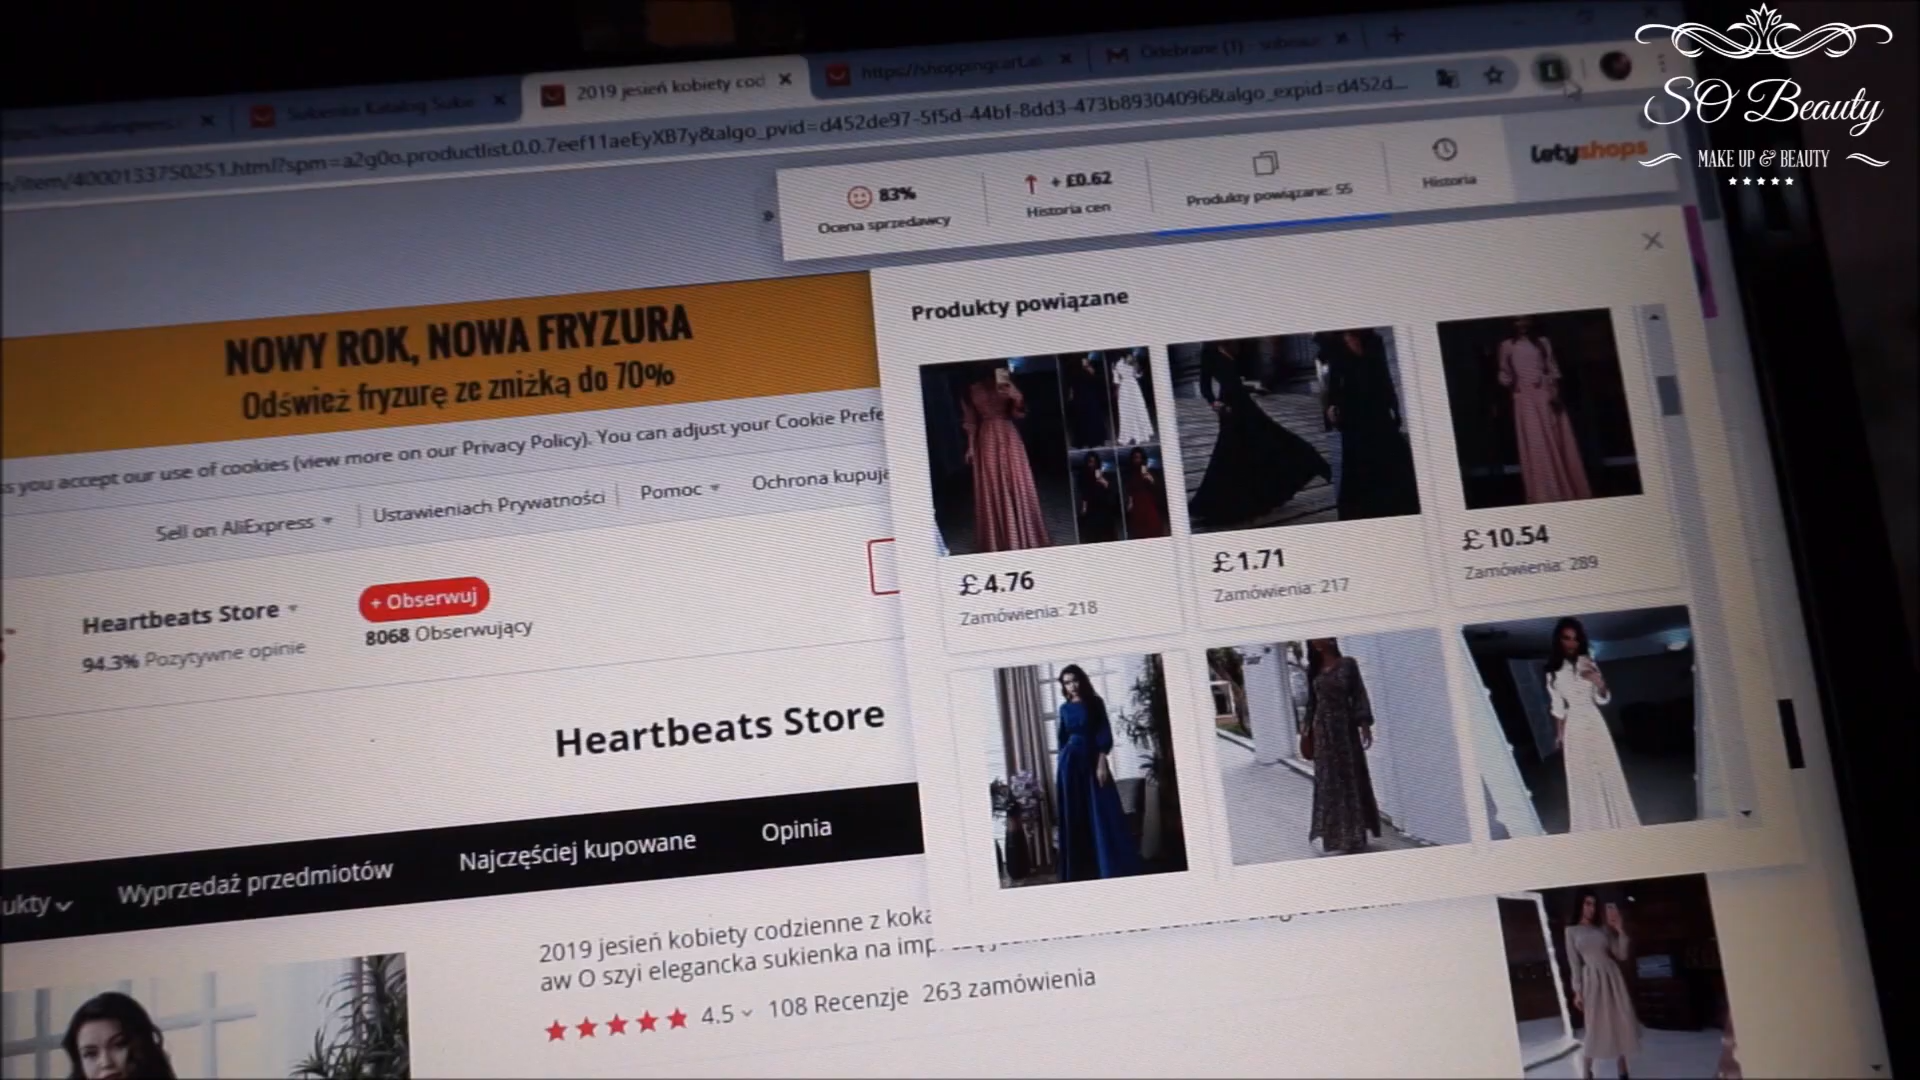 SO Beauty
MAKE UP & BEAUTY
2019 jesień kobiety cod
https://shoppingcart.al
Odebrane (1)
/item/4000133750251.html?spm=a2g0o.productlist.0.0.7eef11aeEyXB7y&algo_pvid=d452de97-5f5d-44bf-8dd3-473b89304096&algo_expid=d452d...
83%
Ocena sprzedawcy
+ £0.62
Historia cen
Produkty powiązane: 55
Historia
letyshops
NOWY ROK, NOWA FRYZURA
Odśwież fryzurę ze zniżką do 70%
ss you accept our use of cookies (view more on our Privacy Policy). You can adjust your Cookie Prefe
Sell on AliExpress
Ustawieniach Prywatności
Pomoc
Ochrona kupują
Heartbeats Store
+ Obserwuj
94.3% Pozytywne opinie
8068 Obserwujący
Heartbeats Store
Produkty powiązane
£4.76
Zamówienia: 218
£1.71
Zamówienia: 217
£10.54
Zamówienia: 289
ukty
Wyprzedaż przedmiotów
Najczęściej kupowane
Opinia
2019 jesień kobiety codzienne z koka
aw O szyi elegancka sukienka na imp
4.5
108 Recenzje
263 zamówienia